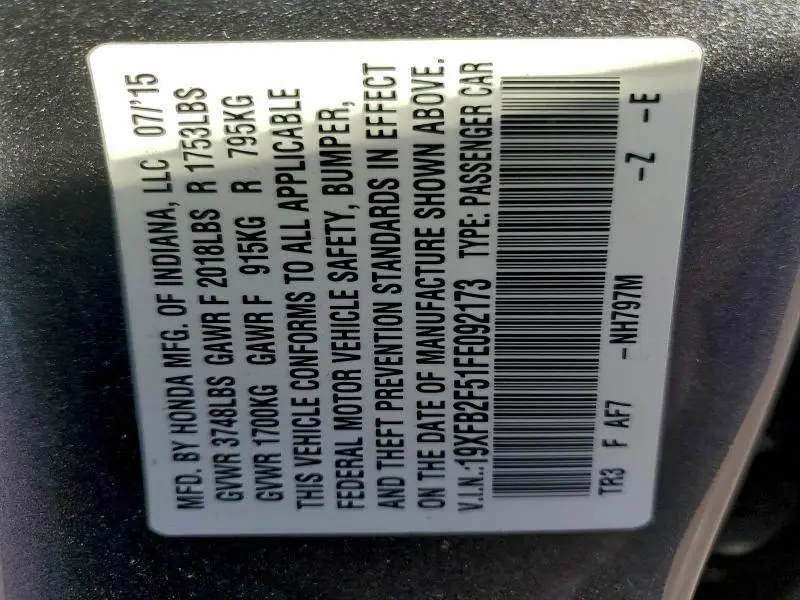 MFD. BY HONDA MFG. OF INDIANA, LLC 07/'15
GVWR 3748LBS GAWR F 2018LBS R 1753LBS
GVWR 1700KG GAWR F 915KG R 795KG
THIS VEHICLE CONFORMS TO ALL APPLICABLE
FEDERAL MOTOR VEHICLE SAFETY, BUMPER,
AND THEFT PREVENTION STANDARDS IN EFFECT
ON THE DATE OF MANUFACTURE SHOWN ABOVE.
V.I.N.:19XFB2F51FE092173 TYPE: PASSENGER CAR
TR3 F AF7 -NH797M -Z -E